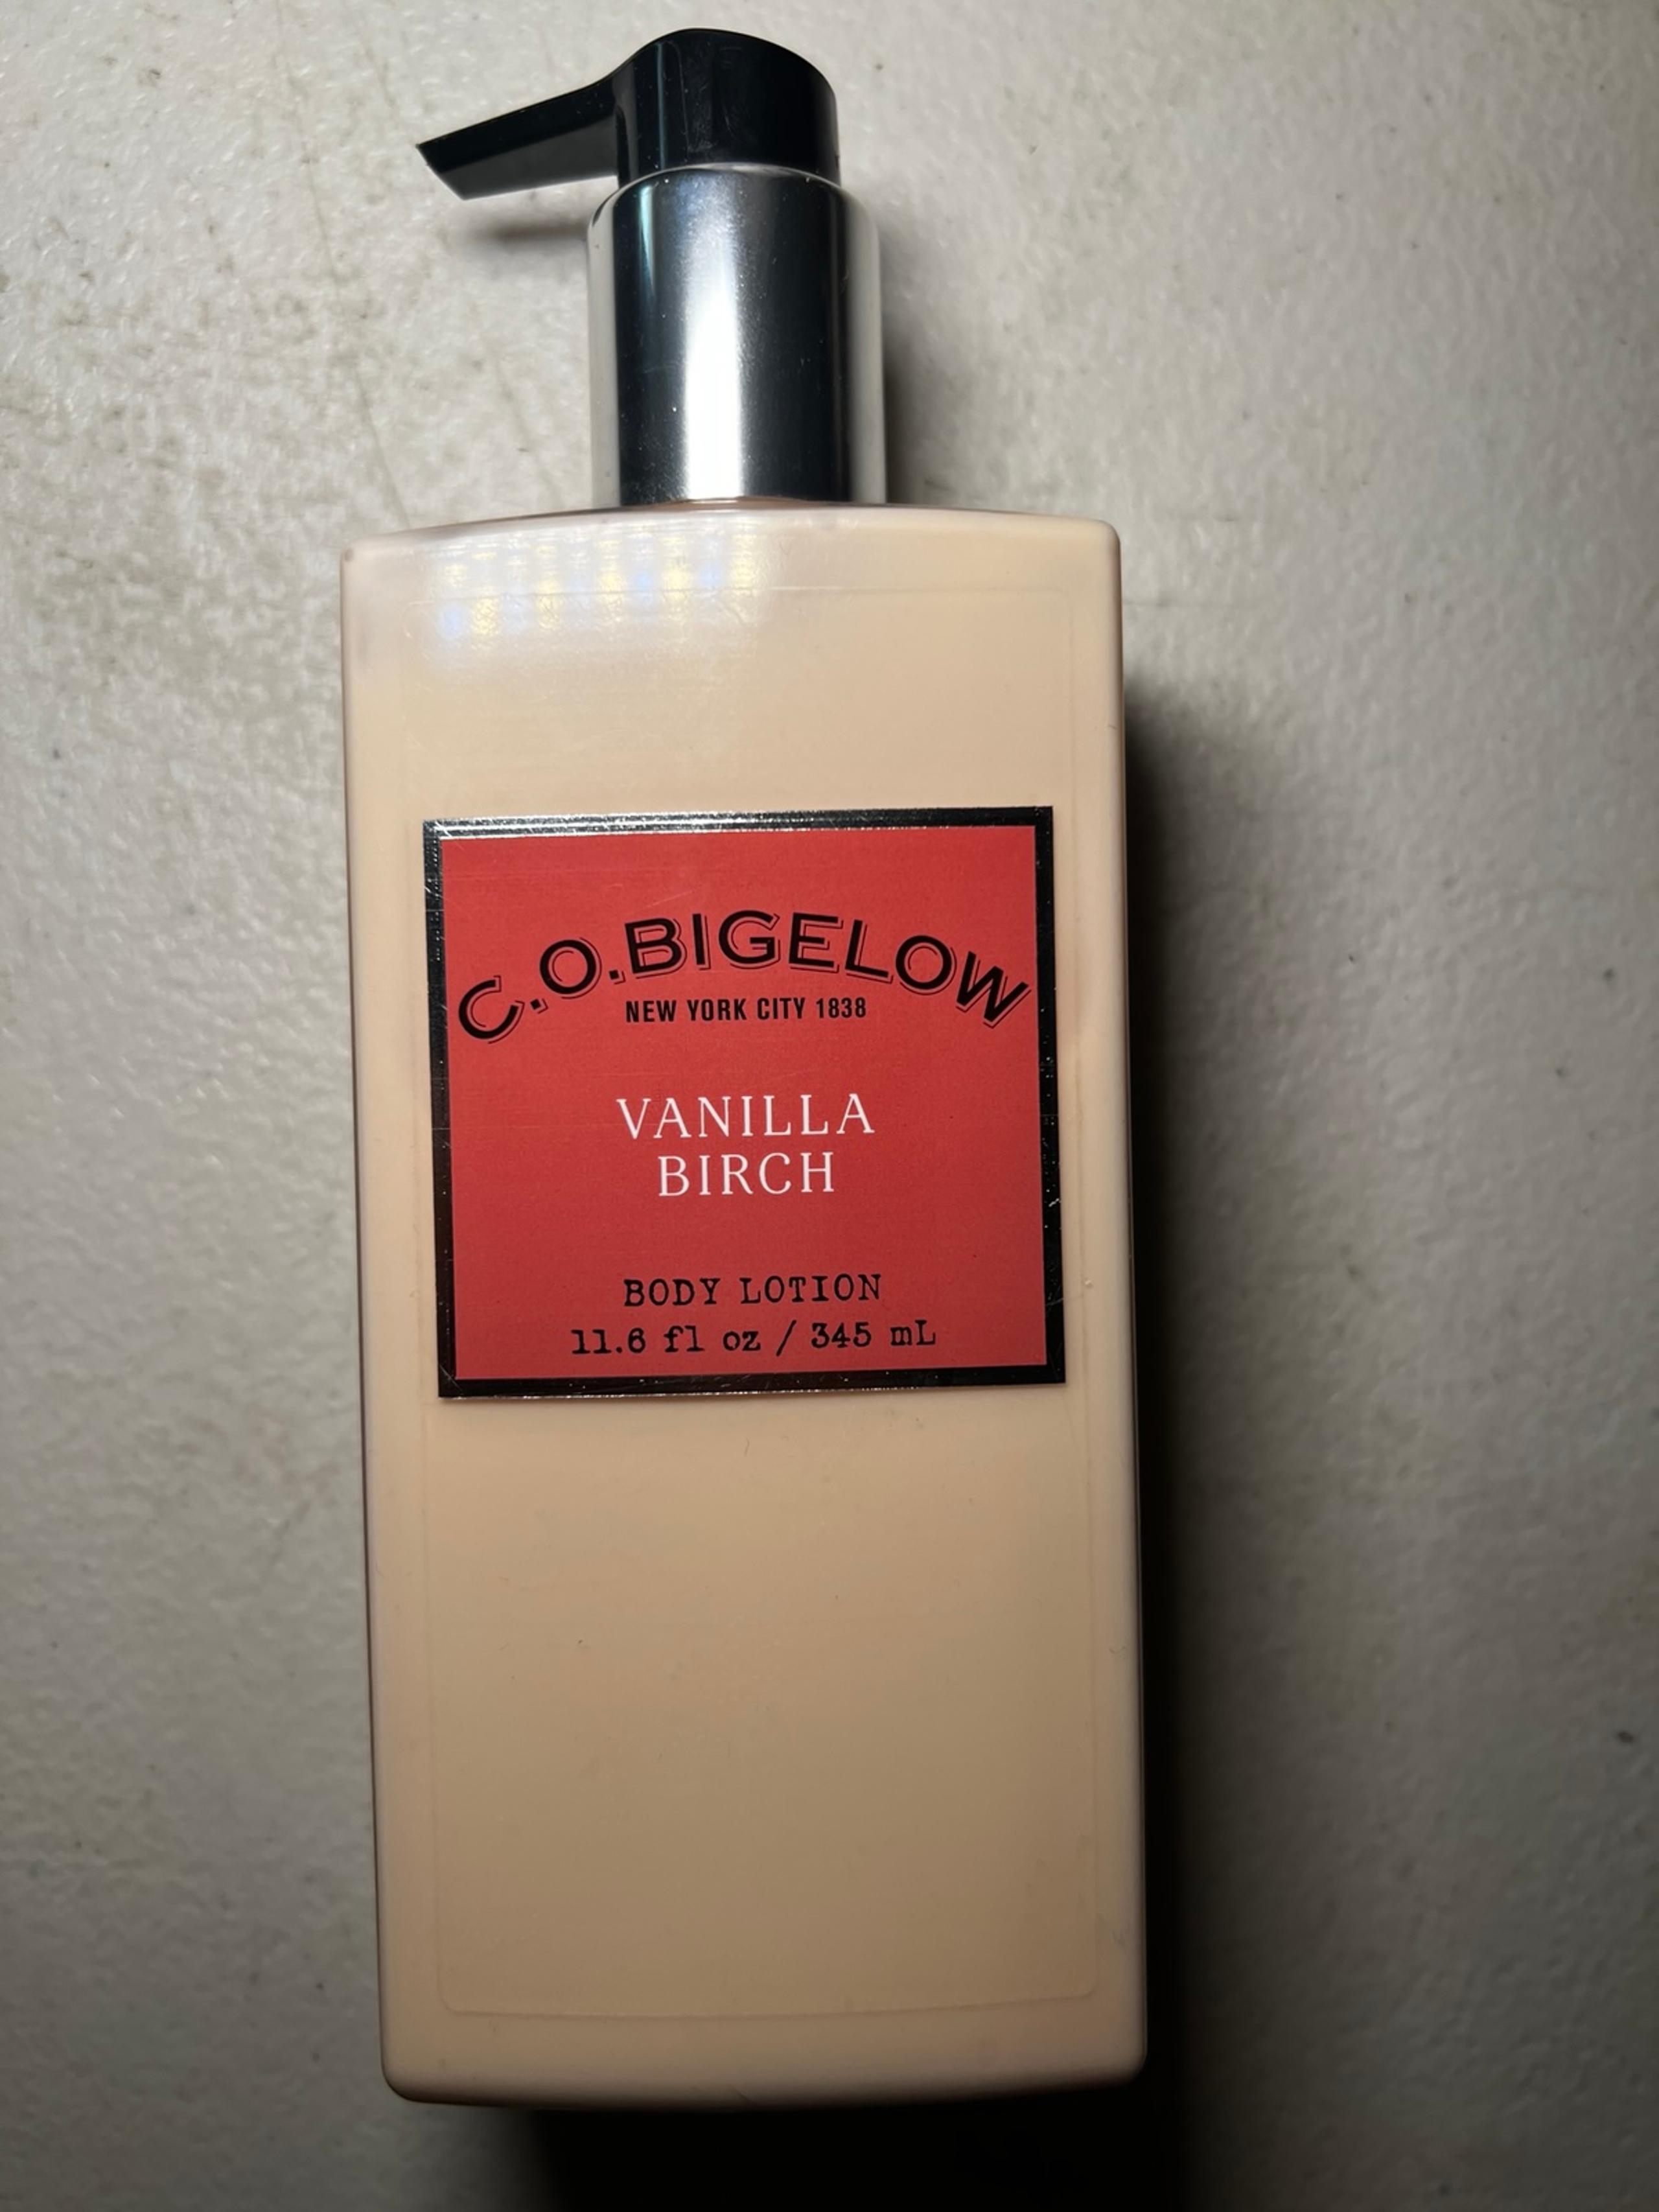 C.O.BIGELOW
NEW YORK CITY 1838
VANILLA
BIRCH
BODY LOTION
11.6 fl oz / 345 mL